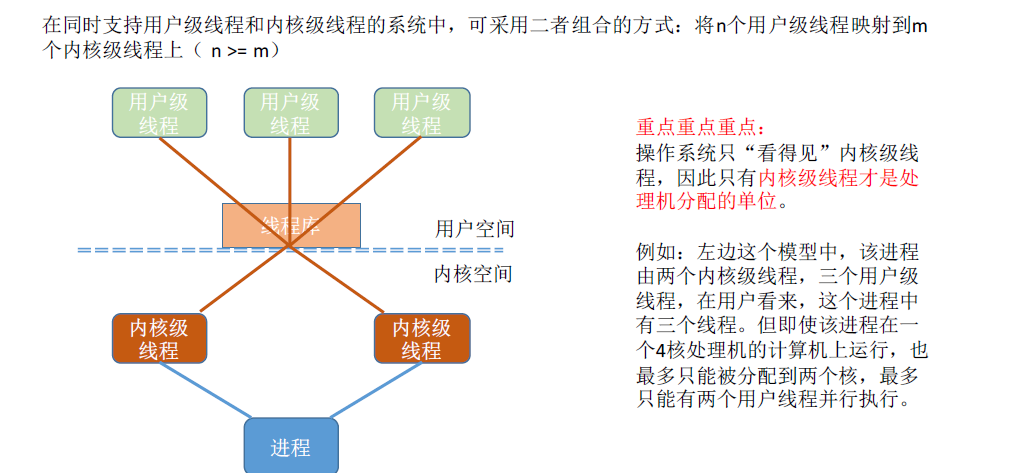 在同时支持用户级线程和内核级线程的系统中，可采用二者组合的方式：将n个用户级线程映射到m
个内核级线程上（ n >= m）
用户级
线程
用户级
线程
用户级
线程
线程库
用户空间
内核空间
内核级
线程
内核级
线程
进程
重点重点重点：
操作系统只“看得见”内核级线
程，因此只有内核级线程才是处
理机分配的单位。
例如：左边这个模型中，该进程
由两个内核级线程，三个用户级
线程，在用户看来，这个进程中
有三个线程。但即使该进程在一
个4核处理机的计算机上运行，也
最多只能被分配到两个核，最多
只能有两个用户线程并行执行。